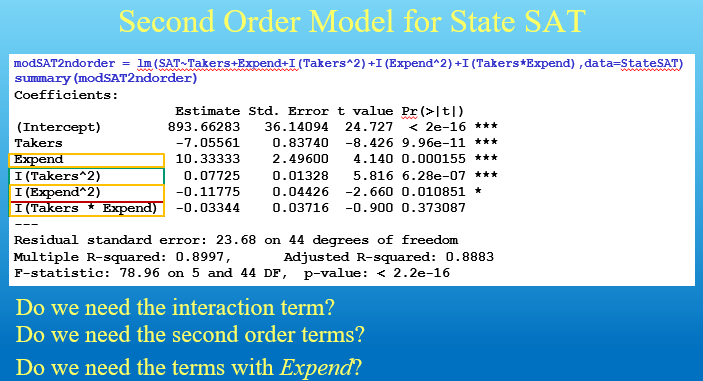 Second Order Model for State SAT
modSAT2ndorder = lm(SAT~Takers+Expend+I(Takers^2)+I(Expend^2)+I(Takers*Expend),data=StateSAT)
summary(modSAT2ndorder)
Coefficients:
Estimate Std. Error t value Pr(>|t|)
(Intercept) 893.66283 36.14094 24.727 < 2e-16 ***
Takers -7.05561 0.83740 -8.426 9.96e-11 ***
Expend 10.33333 2.49600 4.140 0.000155 ***
I(Takers^2) 0.07725 0.01328 5.816 6.28e-07 ***
I(Expend^2) -0.11775 0.04426 -2.660 0.010851 *
I(Takers * Expend) -0.03344 0.03716 -0.900 0.373087
---
Residual standard error: 23.68 on 44 degrees of freedom
Multiple R-squared: 0.8997, Adjusted R-squared: 0.8883
F-statistic: 78.96 on 5 and 44 DF, p-value: < 2.2e-16
Do we need the interaction term?
Do we need the second order terms?
Do we need the terms with Expend?